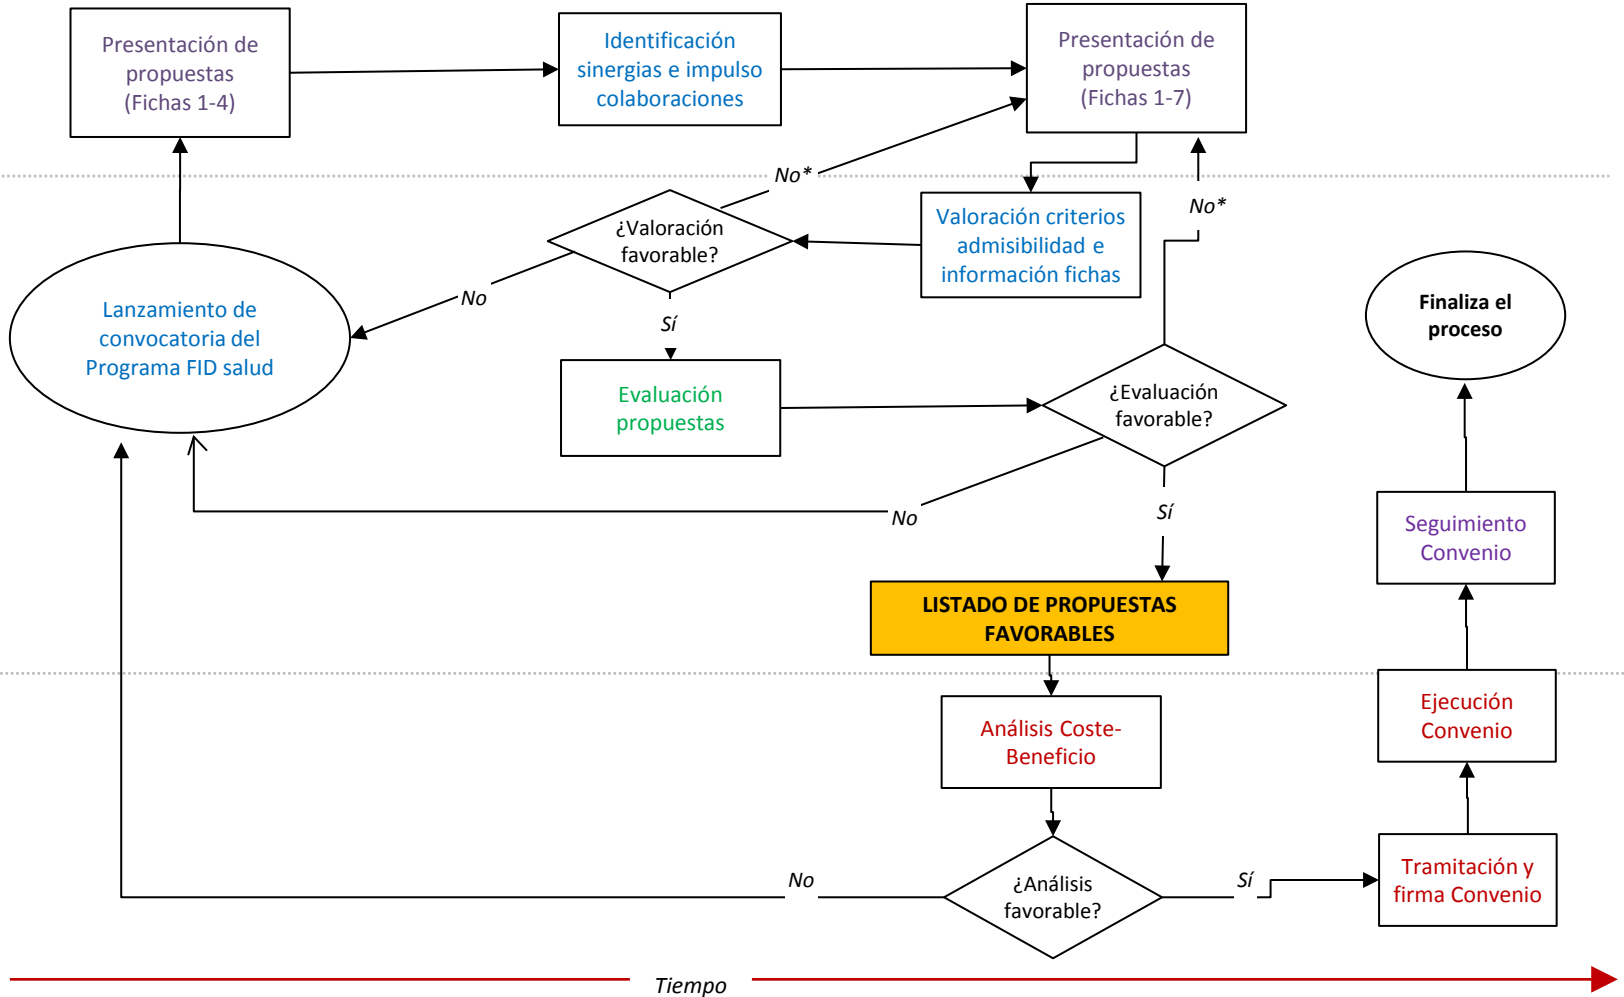 Presentación de
propuestas
(Fichas 1-4)
Identificación
sinergias e impulso
colaboraciones
Presentación de
propuestas
(Fichas 1-7)
No*
¿Valoración
favorable?
Valoración criterios
admisibilidad e
información fichas
No*
No
Sí
Lanzamiento de
convocatoria del
Programa FID salud
Finaliza el
proceso
Evaluación
propuestas
¿Evaluación
favorable?
No
Sí
Seguimiento
Convenio
LISTADO DE PROPUESTAS
FAVORABLES
Análisis Coste-
Beneficio
Ejecución
Convenio
¿Análisis
favorable?
No
Sí
Tramitación y
firma Convenio
Tiempo